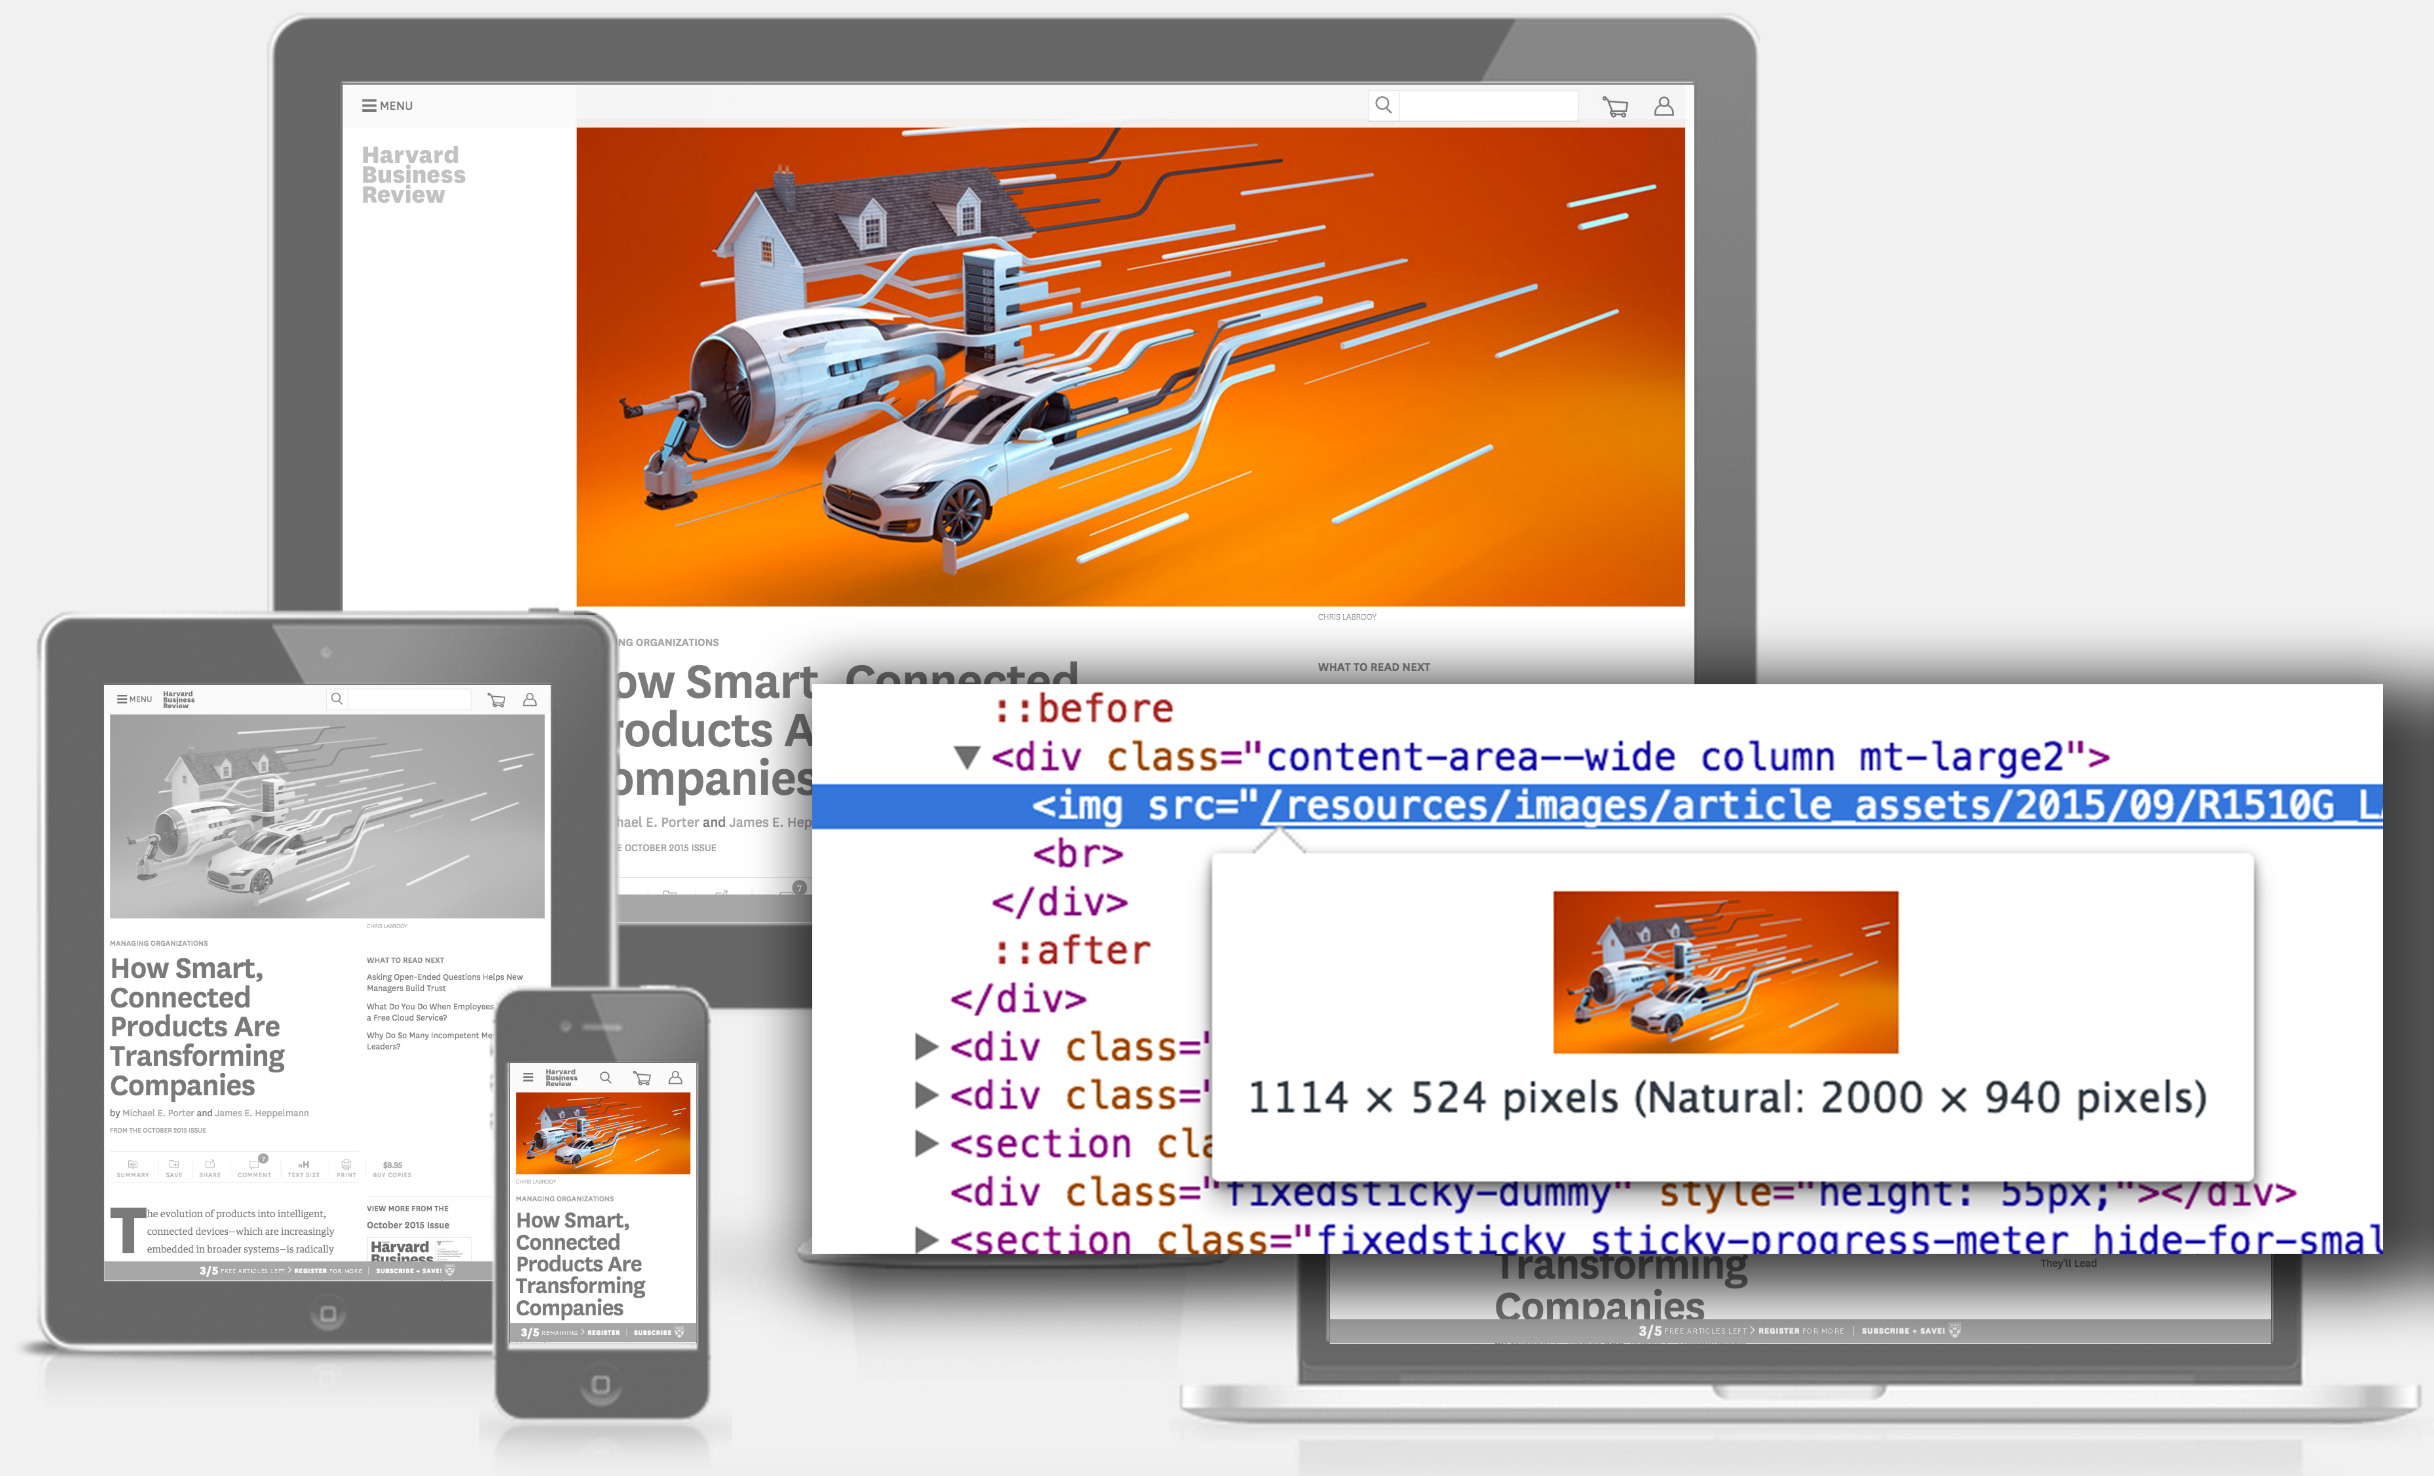 MENU
Harvard
Business
Review
CHRIS LABROOY
NG ORGANIZATIONS
WHAT TO READ NEXT
ow Smart, Connected
roducts A
ompanies
hael E. Porter and James E. Hep
E OCTOBER 2015 ISSUE
7
::before
▼<div class="content-area--wide column mt-large2">
<img src="/resources/images/article_assets/2015/09/R1510G_L
<br>
</div>
::after
</div>
▶<div class="
▶<div class="
▶<section cla
<div class="fixedsticky-dummy" style="height: 55px;"></div>
▶<section class="fixedsticky sticky-progress-meter hide-for-smal
1114 × 524 pixels (Natural: 2000 × 940 pixels)
MENU
Harvard
Business
Review
CHRIS LABROOY
MANAGING ORGANIZATIONS
How Smart,
Connected
Products Are
Transforming
Companies
by Michael E. Porter and James E. Heppelmann
FROM THE OCTOBER 2015 ISSUE
WHAT TO READ NEXT
Asking Open-Ended Questions Helps New
Managers Build Trust
What Do You Do When Employees
a Free Cloud Service?
Why Do So Many Incompetent Me
Leaders?
SUMMARY SAVE SHARE 7 COMMENT TEXT SIZE PRINT $8.95 BUY COPIES
The evolution of products into intelligent,
connected devices—which are increasingly
embedded in broader systems—is radically
VIEW MORE FROM THE
October 2015 Issue
Harvard
Business
3/5 FREE ARTICLES LEFT > REGISTER FOR MORE | SUBSCRIBE + SAVE!
Harvard
Business
Review
CHRIS LABROOY
MANAGING ORGANIZATIONS
How Smart,
Connected
Products Are
Transforming
Companies
3/5 REMAINING > REGISTER | SUBSCRIBE
Transforming
Companies
They'll Lead
3/5 FREE ARTICLES LEFT > REGISTER FOR MORE | SUBSCRIBE + SAVE!